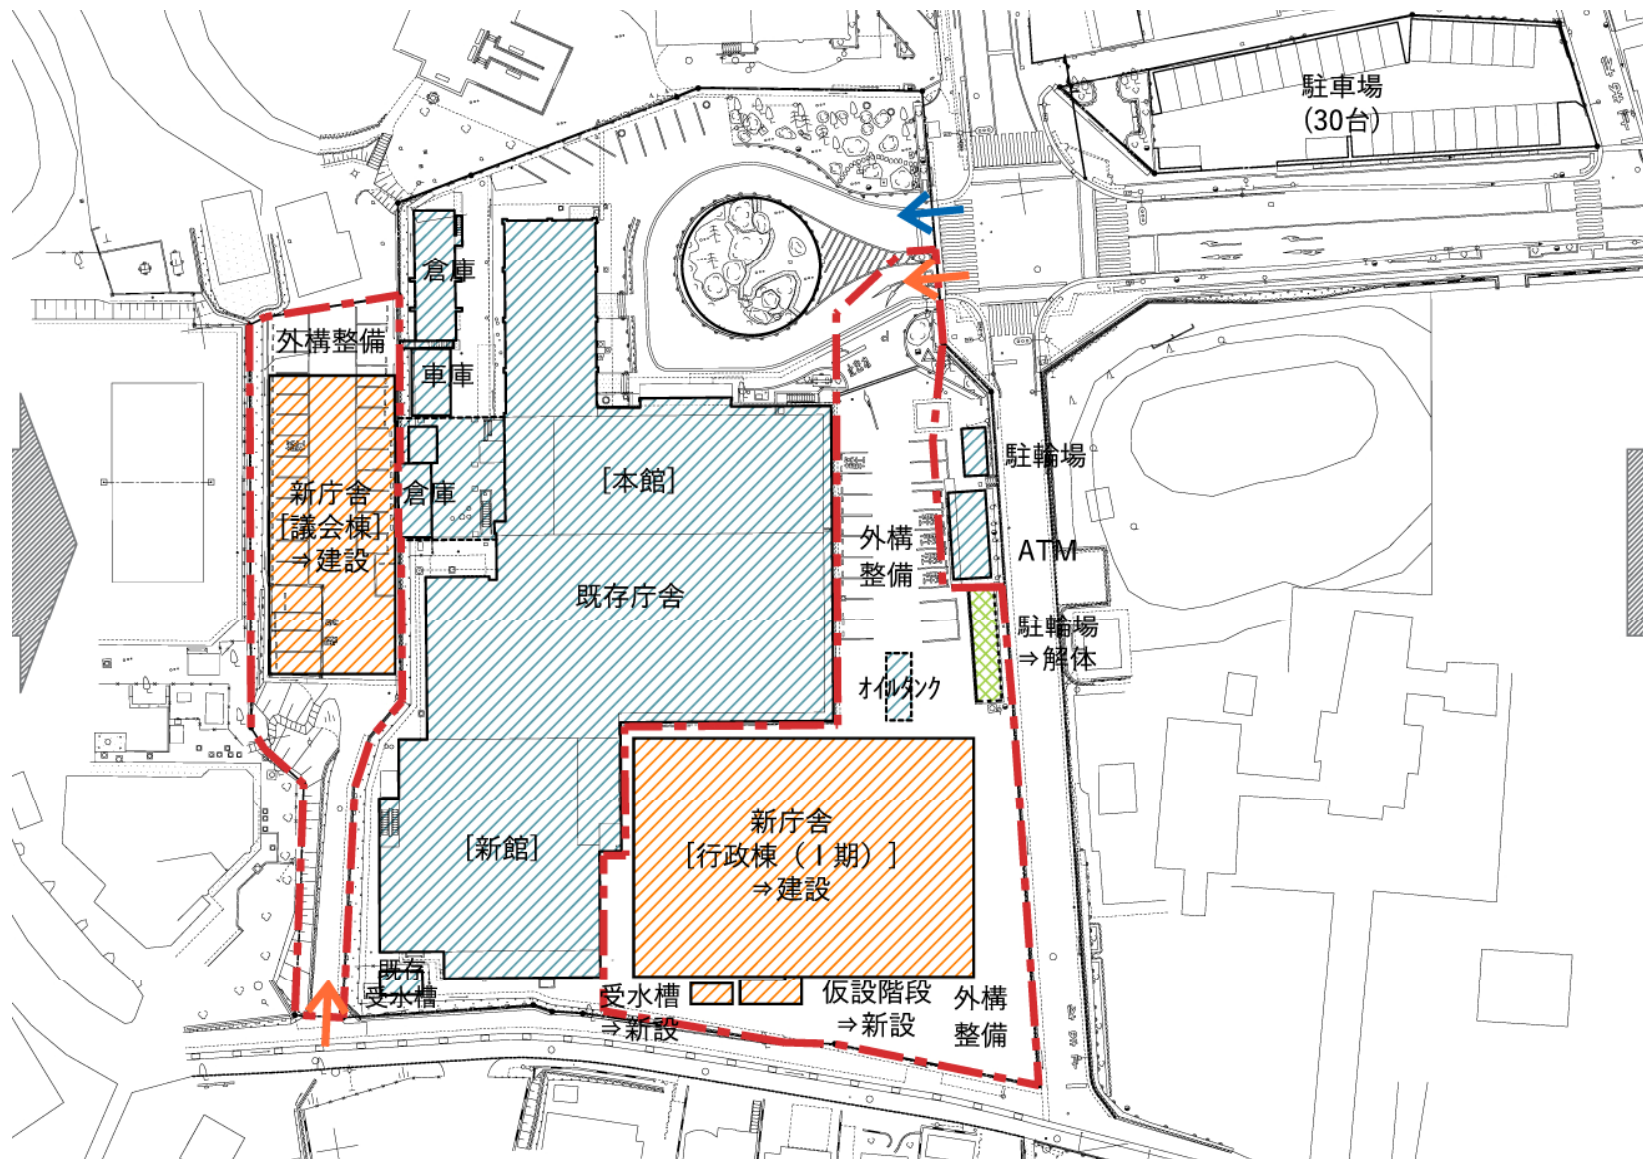 駐車場
(30台)
倉庫
外構整備
車庫
駐輪場
[本館]
新庁舎
[議会棟]
⇒建設
倉庫
外構
整備
ATM
既存庁舎
駐輪場
⇒解体
オイルタンク
新庁舎
[行政棟（Ⅰ期）]
⇒建設
[新館]
既存
受水槽
受水槽
⇒新設
仮設階段
⇒新設
外構
整備